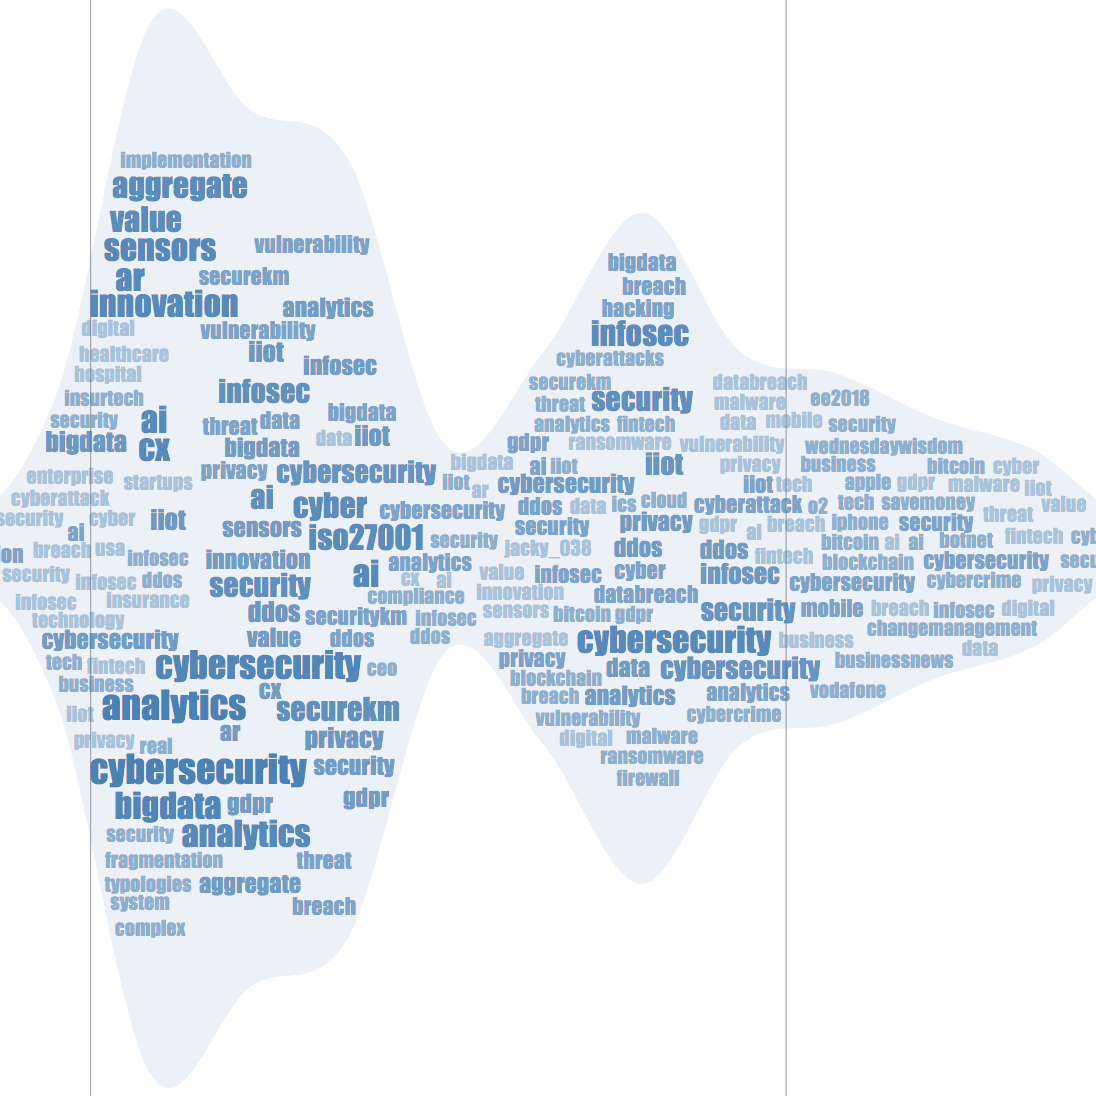 implementation
aggregate
value
sensors vulnerability
ar securekm
innovation analytics
bigdata
breach
hacking
digital vulnerability
infosec
healthcare iiot infosec
cyberattacks
hospital infosec
securekm databreach
insurtech
threat security malware ee2018
security ai threat data bigdata
analytics fintech data mobile security
bigdata cx bigdata data iiot
gdpr ransomware vulnerability wednesdaywisdom
enterprise startups privacy cybersecurity bigdata ai iiot iiot privacy business bitcoin cyber
iiot ar cybersecurity iiot tech apple gdpr malware iiot
cyberattack ai cyber cybersecurity ddos data ics cloud cyberattack o2 tech savemoney value
security cyber iiot sensors iso27001 security security privacy gdpr ai breach iphone security threat
ai jacky_038 ddos ddos bitcoin ai ai botnet fintech cyb
ion breach usa infosec innovation analytics fintech blockchain cybersecurity secu
security infosec ddos security ai cx ai value infosec cyber infosec cybersecurity cybercrime privacy
infosec insurance compliance innovation databreach
technology ddos securitykm infosec sensors bitcoin gdpr security mobile breach infosec digital
cybersecurity value ddos ddos aggregate cybersecurity business changemanagement
data
tech fintech cybersecurity ceo privacy data cybersecurity businessnews
business cx blockchain
iiot analytics securekm breach analytics analytics vodafone
vulnerability cybercrime
privacy real ar privacy digital malware
cybersecurity security ransomware
firewall
bigdata gdpr gdpr
security analytics
fragmentation threat
typologies aggregate
system breach
complex